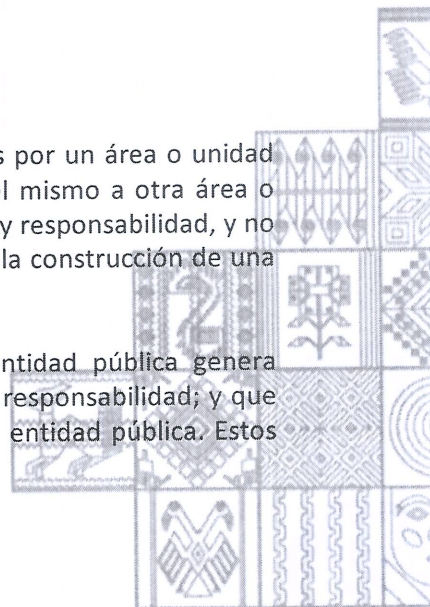 por un área o unidad
mismo a otra área o
y responsabilidad, y no
la construcción de una
entidad pública genera
responsabilidad; y que
entidad pública. Estos